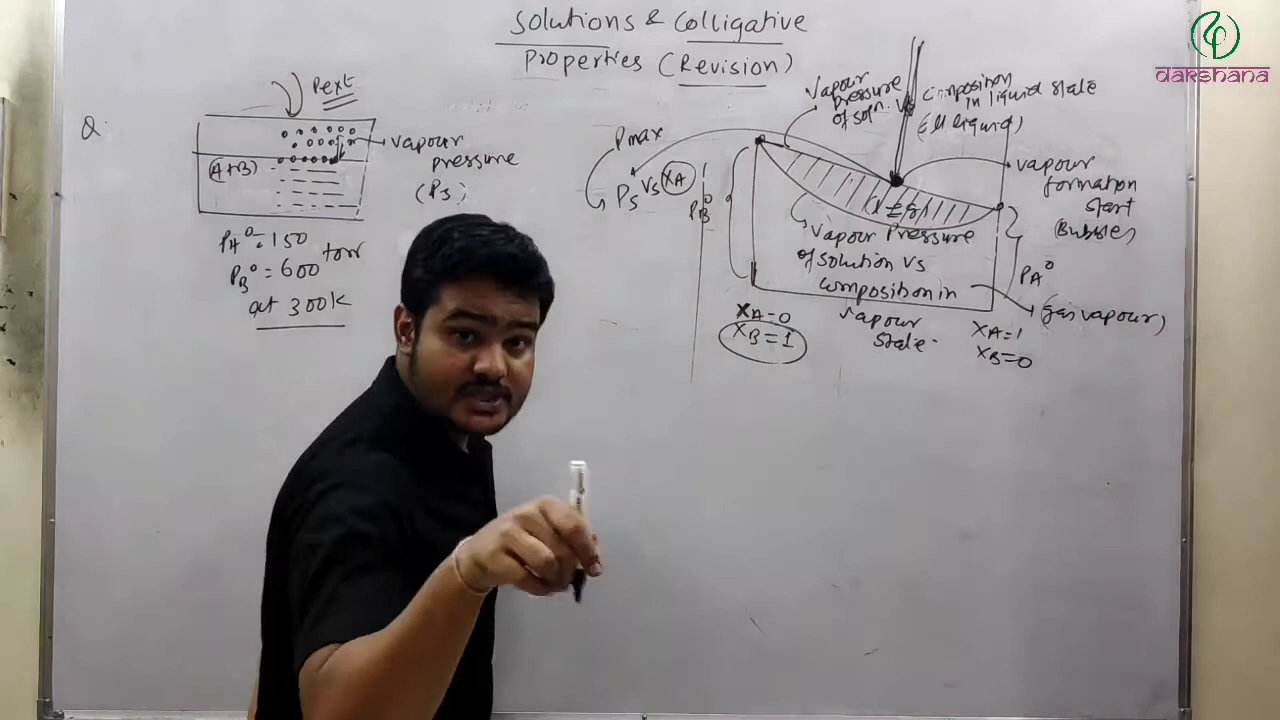 Solutions & Colligative
Properties (Revision)
dakshana
Q.
Pext
(A+B)
vapour
pressure
(Ps)
PA° = 150
PB° = 600
torr
at 300k
Pmax
Ps vs XA
PB°
Vapour
pressure
of soln. vs
composition
in liquid state
(all liquid)
vapour
formation
start
(Bubbles)
Vapour Pressure
of solution vs
composition in
vapour
state.
PA°
(gas vapour)
XA=0
XB=1
XA=1
XB=0